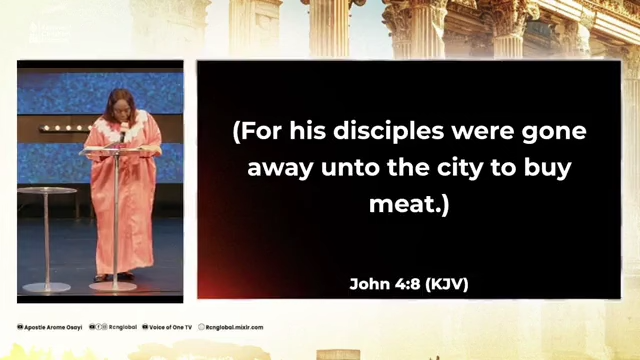 (For his disciples were gone
away unto the city to buy
meat.)
John 4:8 (KJV)
Apostle Arome Osayi Rcnglobal Voice of One TV Rcnglobal.mixlr.com